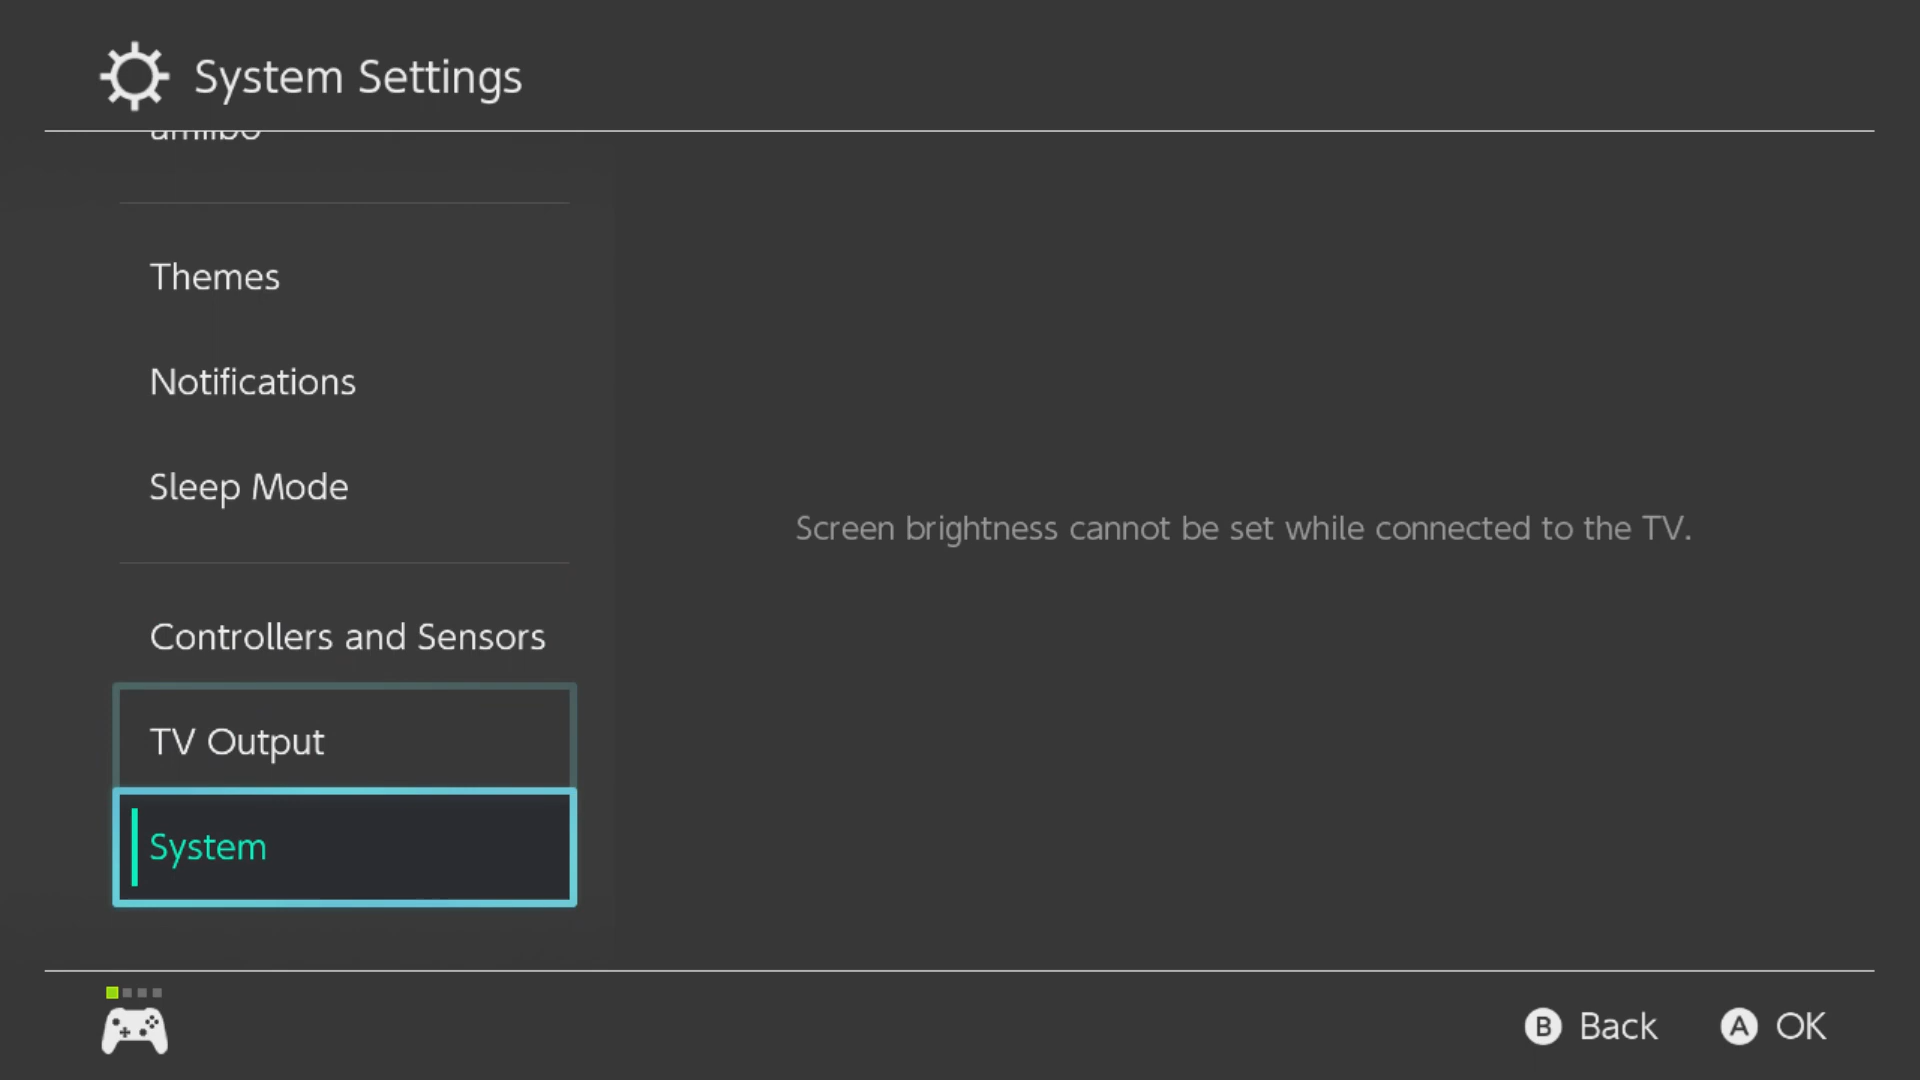 System Settings
amiibo
Themes
Notifications
Sleep Mode
Screen brightness cannot be set while connected to the TV.
Controllers and Sensors
TV Output
System
B Back
A OK